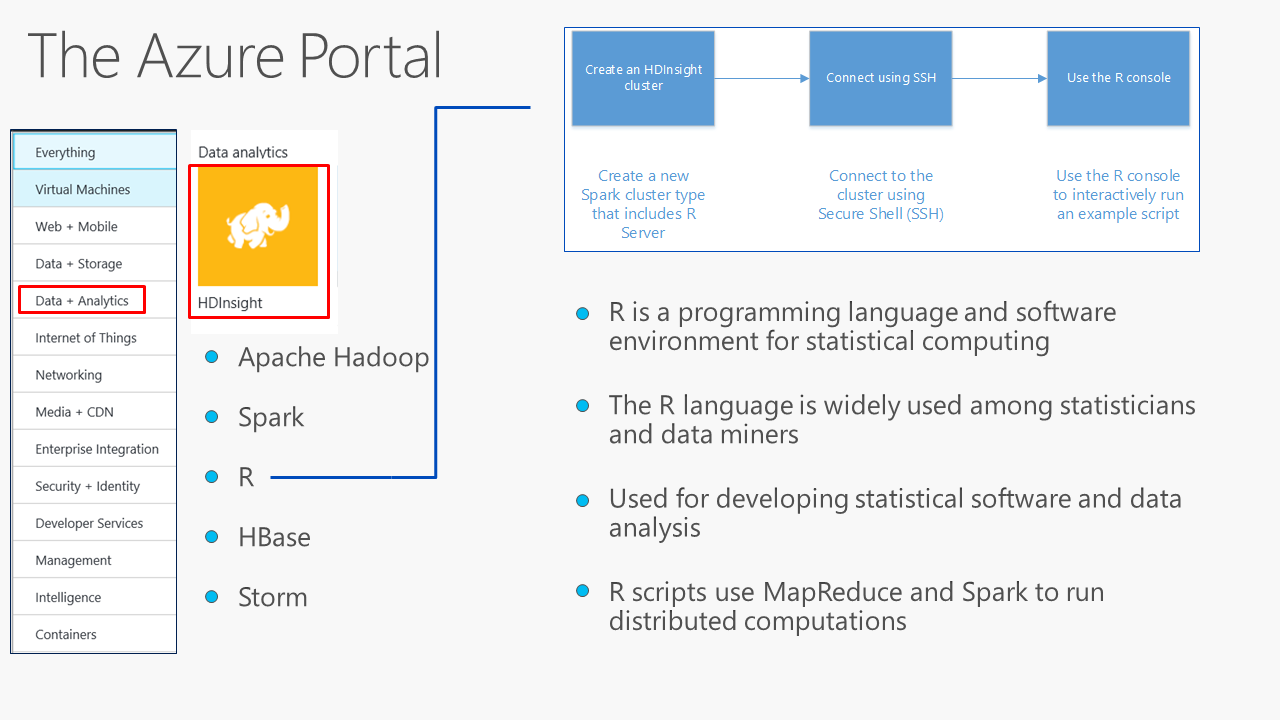 The Azure Portal
Everything
Virtual Machines
Web + Mobile
Data + Storage
Data + Analytics
Internet of Things
Networking
Media + CDN
Enterprise Integration
Security + Identity
Developer Services
Management
Intelligence
Containers
Data analytics
HDInsight
Apache Hadoop
Spark
R
HBase
Storm
Create an HDInsight
cluster
Connect using SSH
Use the R console
Create a new
Spark cluster type
that includes R
Server
Connect to the
cluster using
Secure Shell (SSH)
Use the R console
to interactively run
an example script
R is a programming language and software
environment for statistical computing
The R language is widely used among statisticians
and data miners
Used for developing statistical software and data
analysis
R scripts use MapReduce and Spark to run
distributed computations